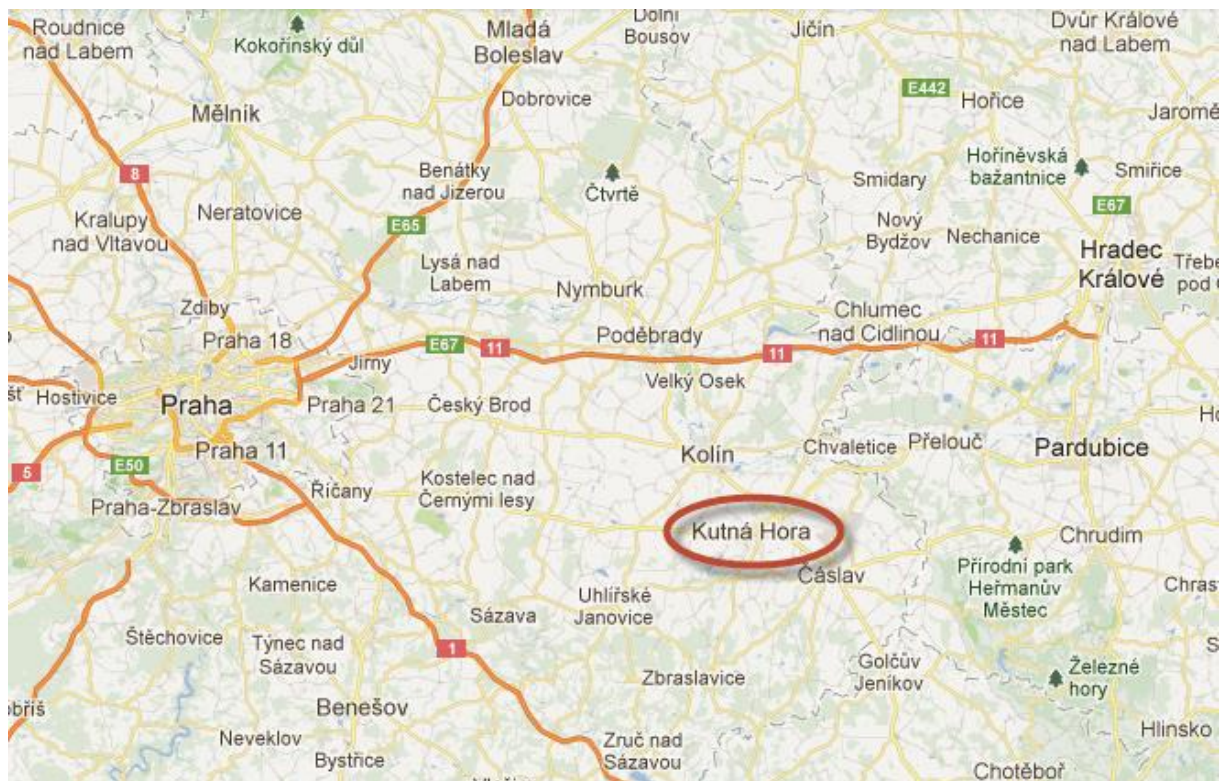 Roudnice
nad Labem
Kokořínský důl
Mladá
Boleslav
Dolní
Bousov
Jičín
Dvůr Králové
nad Labem
E442
Hořice
Dobrovice
Jaromě
Mělník
8
Benátky
nad Jizerou
Čtvrtě
Hořiněvská
bažantnice
Smiřice
Smidary
E67
Kralupy
nad Vltavou
Neratovice
E65
Nový
Bydžov
Nechanice
Hradec
Králové
Třebe
pod
Lysá nad
Labem
Nymburk
Zdiby
Chlumec
nad Cidlinou
Praha 18
Poděbrady
E67
11
11
11
Jirny
Velký Osek
Hostivice
Praha
Praha 21
Český Brod
Praha 11
Kolín
Chvaletice
Přelouč
Pardubice
5
E50
Říčany
Kostelec nad
Černými lesy
Praha-Zbraslav
Kutná Hora
Chrudim
Čáslav
Přírodní park
Heřmanův
Městec
Kamenice
Uhlířské
Janovice
Chras
Sázava
Štěchovice
Týnec nad
Sázavou
1
Golčův
Jeníkov
Železné
hory
Zbraslavice
obříš
Benešov
Hlinsko
Neveklov
Bystřice
Zruč nad
Sázavou
Chotěboř